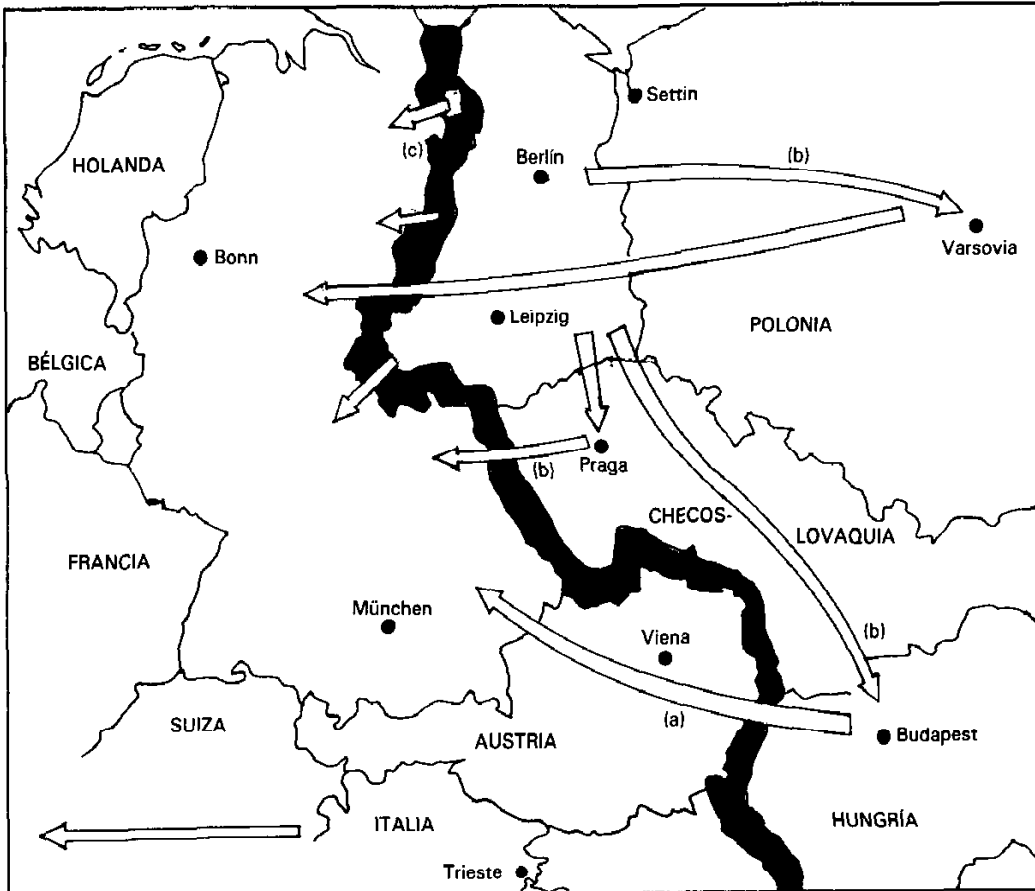 Settin
(c)
HOLANDA
Berlín
(b)
Bonn
Varsovia
Leipzig
POLONIA
BÉLGICA
Praga
(b)
CHECOS-
LOVAQUIA
FRANCIA
München
Viena
(b)
SUIZA
(a)
AUSTRIA
Budapest
ITALIA
HUNGRÍA
Trieste